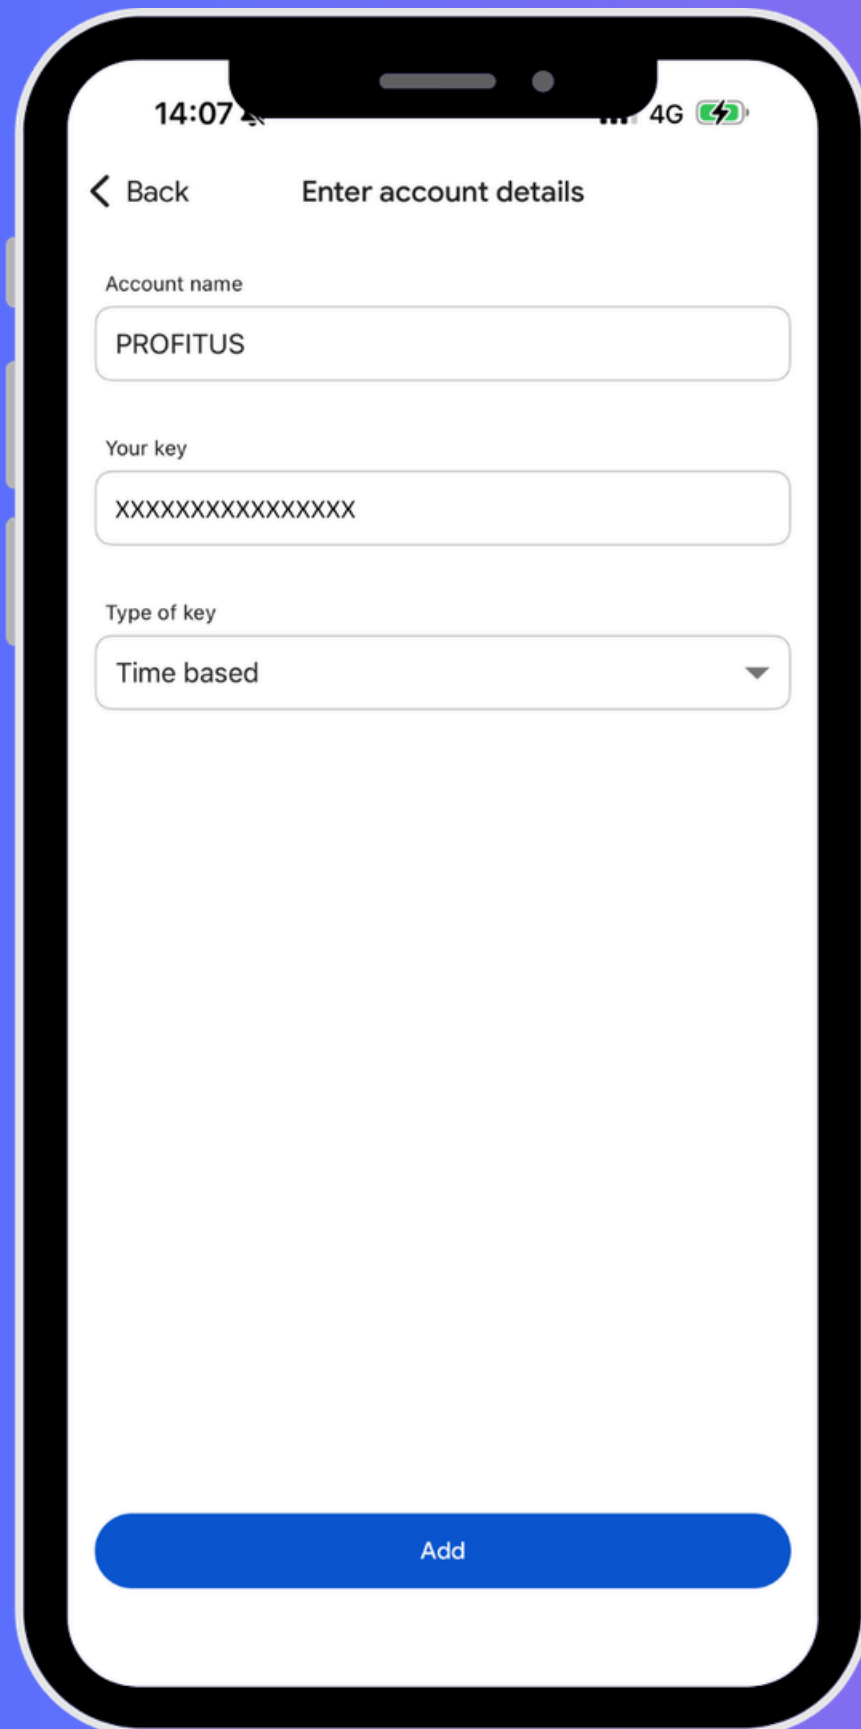 14:07
4G
Back
Enter account details
Account name
PROFITUS
Your key
XXXXXXXXXXXXXXXX
Type of key
Time based
Add